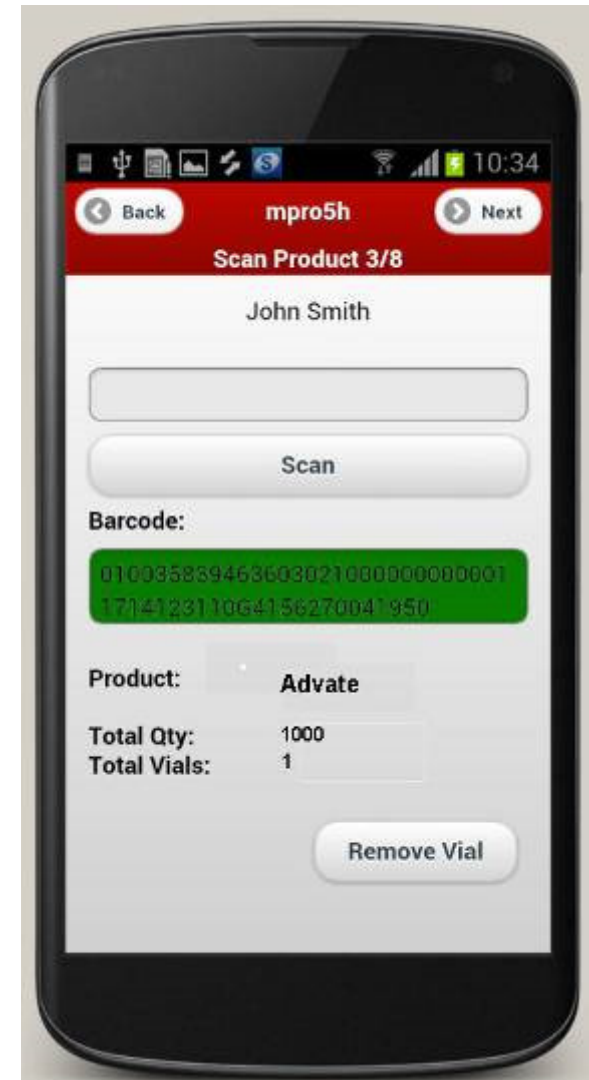 10:34
Back
mpro5h
Next
Scan Product 3/8
John Smith
Scan
Barcode:
1714123110G4156270041950
Product: Advate
Total Qty: 1000
Total Vials: 1
Remove Vial